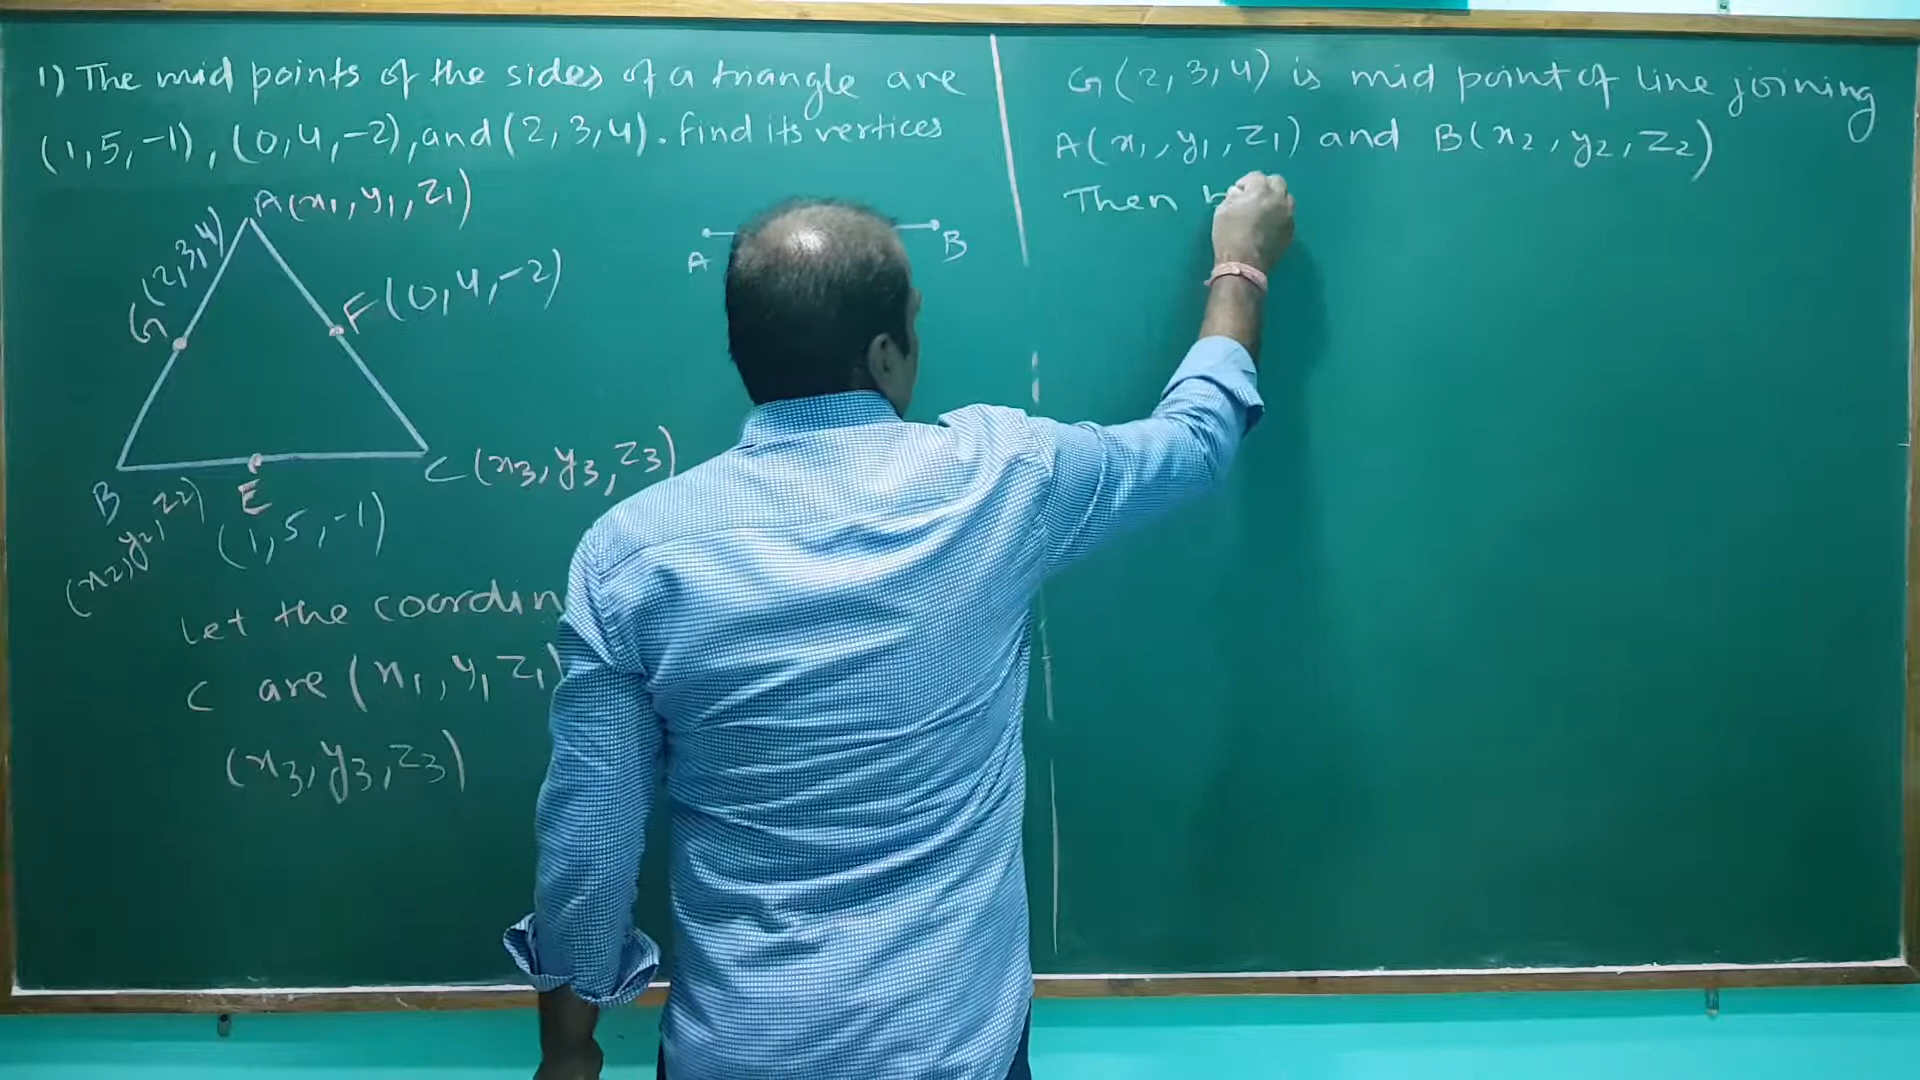 1) The mid points of the sides of a triangle are
(1,5,-1), (0,4,-2), and (2,3,4). Find its vertices
A(x1, y1, z1)
G (2,3,4)
F(0,4,-2)
A
B
C (x3, y3, z3)
B
(x2, y2, z2)
E
(1,5,-1)
Let the
C are (x1, y1 z1)
(x3, y3, z3)
G(2,3,4) is mid point of line joining
A(x1, y1, z1) and B(x2, y2, z2)
Then